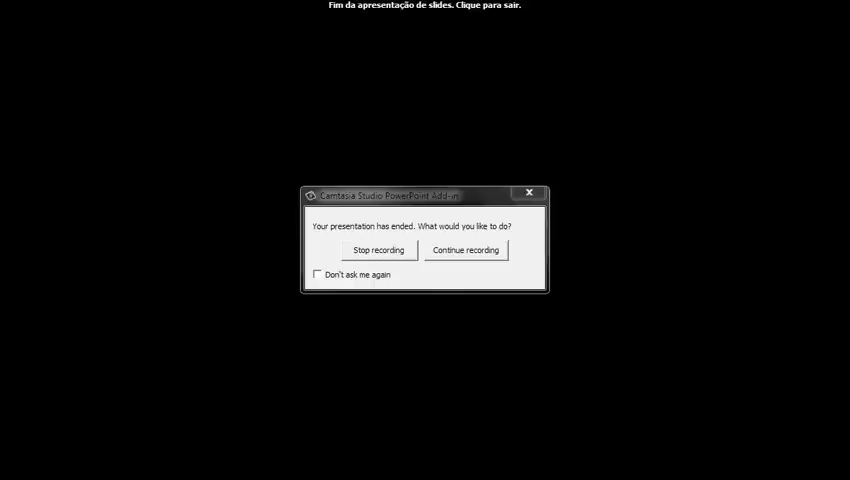 Fim da apresentação de slides. Clique para sair.
Camtasia Studio PowerPoint Add-in
Your presentation has ended. What would you like to do?
Stop recording
Continue recording
Don't ask me again